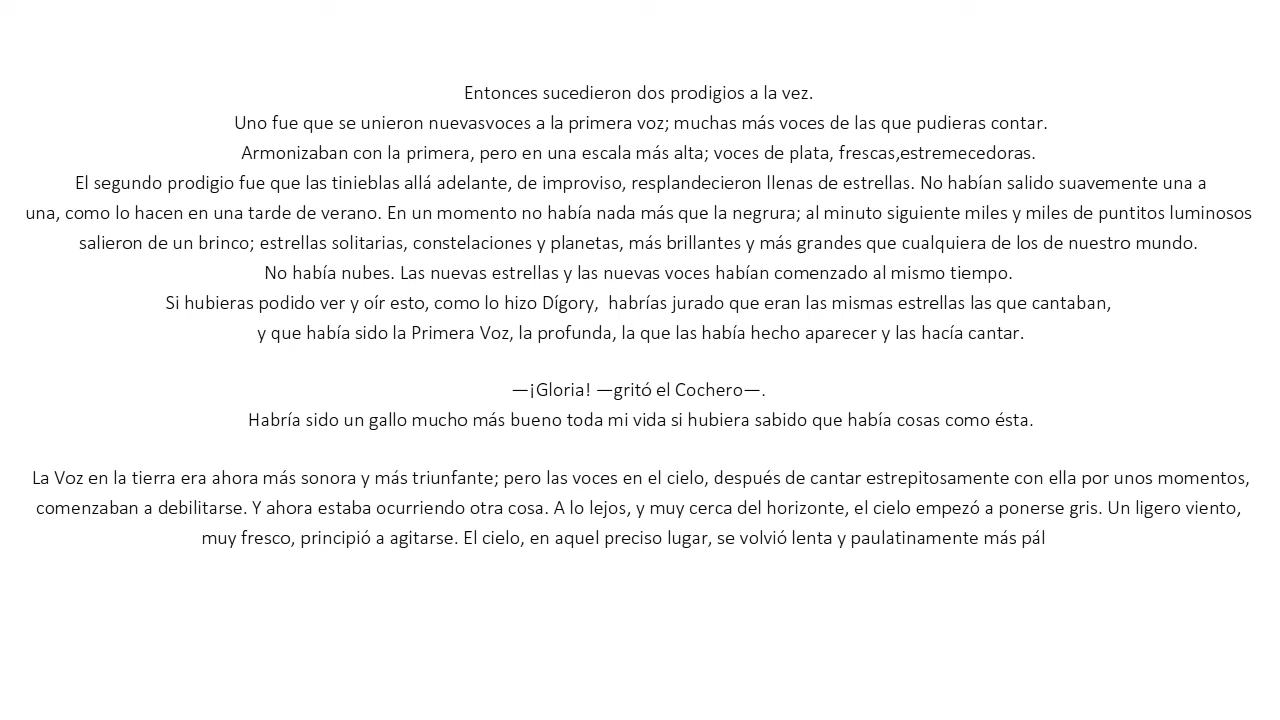 Entonces sucedieron dos prodigios a la vez.
Uno fue que se unieron nuevasvoces a la primera voz; muchas más voces de las que pudieras contar.
Armonizaban con la primera, pero en una escala más alta; voces de plata, frescas,estremecedoras.
El segundo prodigio fue que las tinieblas allá adelante, de improviso, resplandecieron llenas de estrellas. No habían salido suavemente una a
una, como lo hacen en una tarde de verano. En un momento no había nada más que la negrura; al minuto siguiente miles y miles de puntitos luminosos
salieron de un brinco; estrellas solitarias, constelaciones y planetas, más brillantes y más grandes que cualquiera de los de nuestro mundo.
No había nubes. Las nuevas estrellas y las nuevas voces habían comenzado al mismo tiempo.
Si hubieras podido ver y oír esto, como lo hizo Dígory,  habrías jurado que eran las mismas estrellas las que cantaban,
y que había sido la Primera Voz, la profunda, la que las había hecho aparecer y las hacía cantar.
—¡Gloria! —gritó el Cochero—.
Habría sido un gallo mucho más bueno toda mi vida si hubiera sabido que había cosas como ésta.
La Voz en la tierra era ahora más sonora y más triunfante; pero las voces en el cielo, después de cantar estrepitosamente con ella por unos momentos,
comenzaban a debilitarse. Y ahora estaba ocurriendo otra cosa. A lo lejos, y muy cerca del horizonte, el cielo empezó a ponerse gris. Un ligero viento,
muy fresco, principió a agitarse. El cielo, en aquel preciso lugar, se volvió lenta y paulatinamente más pál